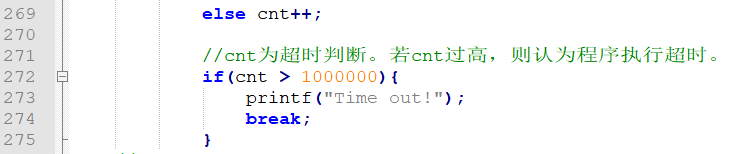 269 else cnt++;
270
271 //cnt为超时判断。若cnt过高，则认为程序执行超时。
272 if(cnt > 1000000){
273 printf("Time out!");
274 break;
275 }